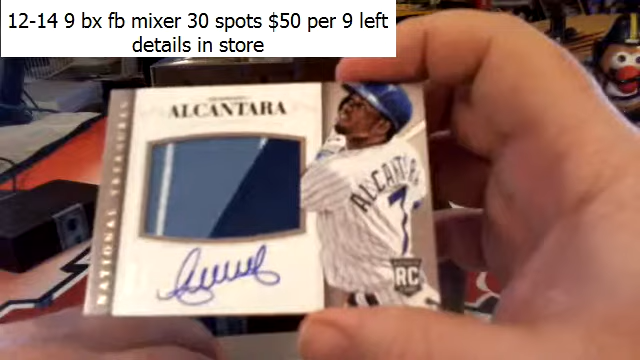 12-14 9 bx fb mixer 30 spots $50 per 9 left
details in store
ALCANTARA
NATIONAL TREASURES
ALCANTARA
7
RC